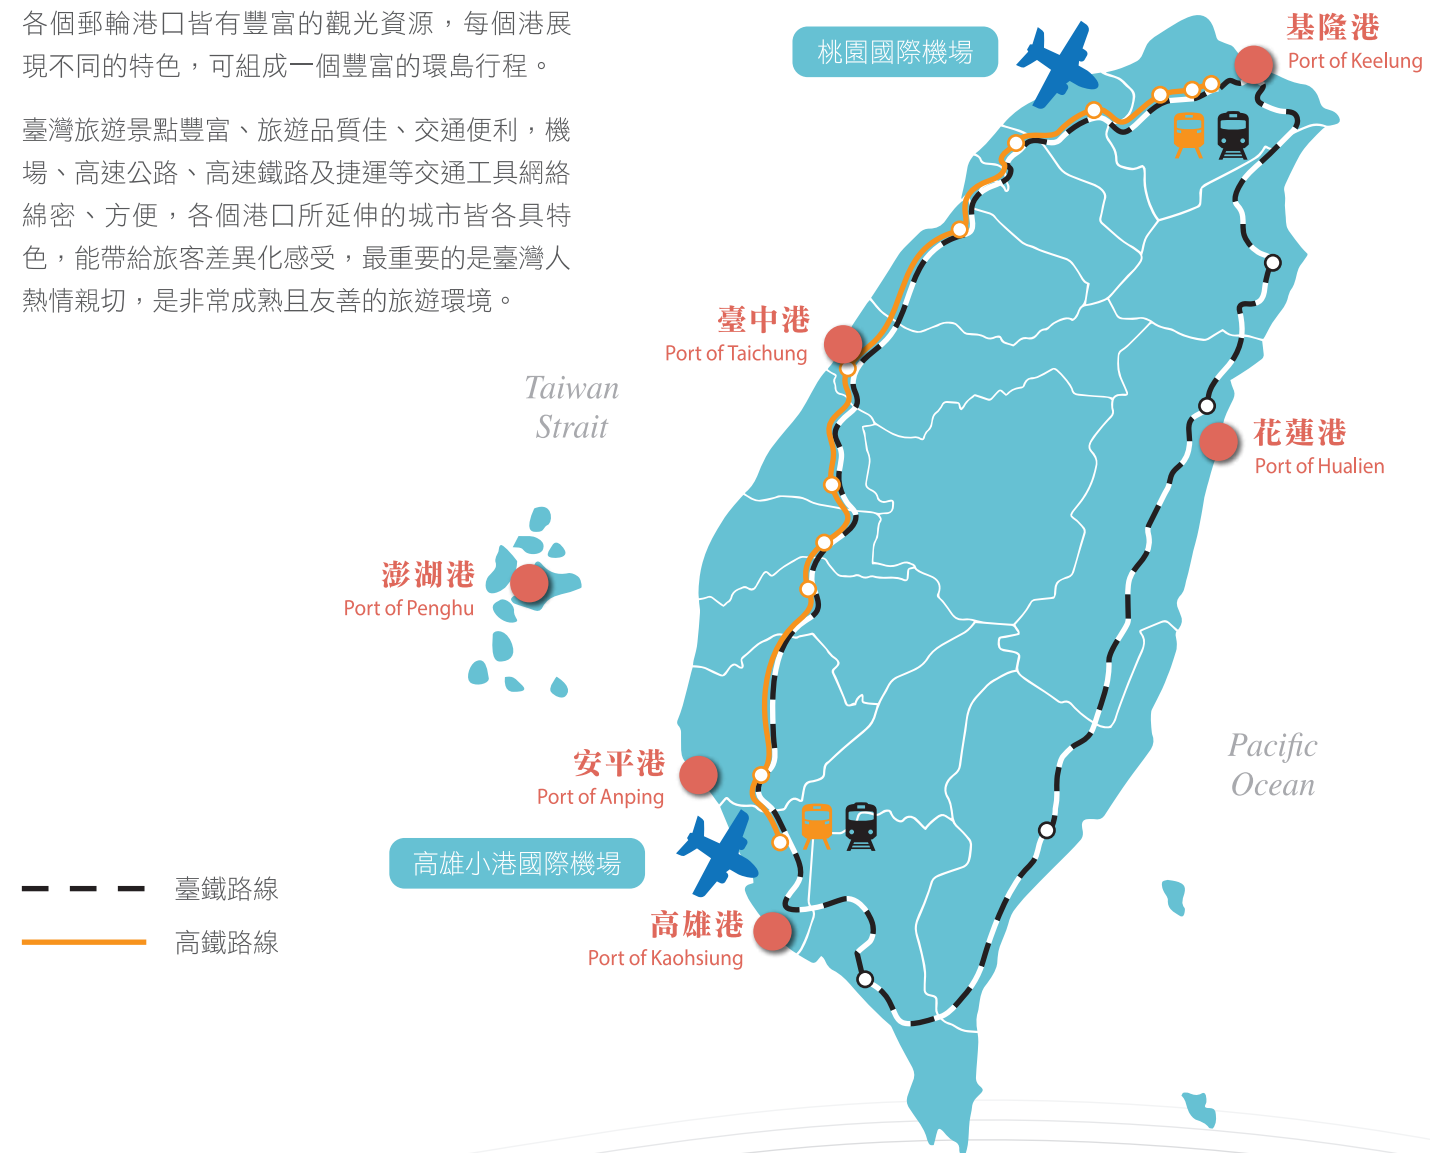 各個郵輪港口皆有豐富的觀光資源，每個港展
現不同的特色，可組成一個豐富的環島行程。
臺灣旅遊景點豐富、旅遊品質佳、交通便利，機
場、高速公路、高速鐵路及捷運等交通工具網絡
綿密、方便，各個港口所延伸的城市皆各具特
色，能帶給旅客差異化感受，最重要的是臺灣人
熱情親切，是非常成熟且友善的旅遊環境。
桃園國際機場
基隆港
Port of Keelung
臺中港
Port of Taichung
Taiwan
Strait
花蓮港
Port of Hualien
澎湖港
Port of Penghu
Pacific
Ocean
安平港
Port of Anping
高雄小港國際機場
高雄港
Port of Kaohsiung
臺鐵路線
高鐵路線